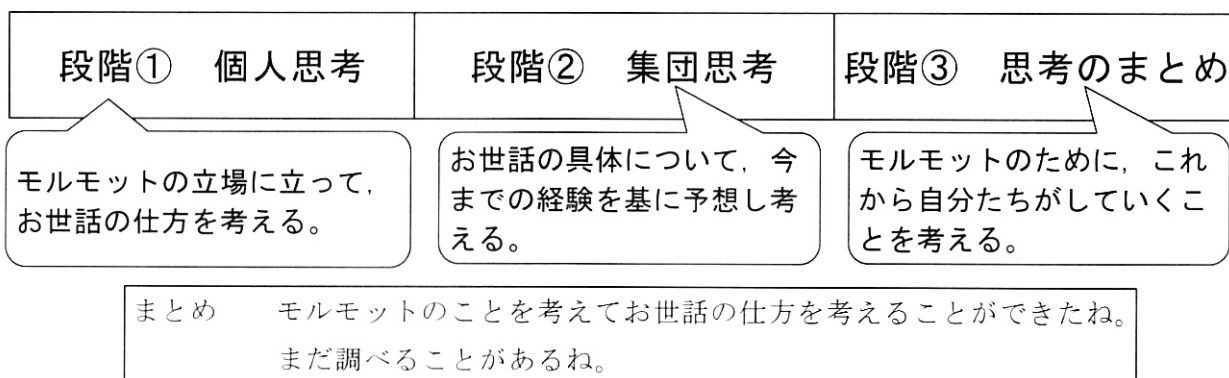 段階① 個人思考
段階② 集団思考
段階③ 思考のまとめ
モルモットの立場に立って,
お世話の仕方を考える。
お世話の具体について, 今
までの経験を基に予想し考
える。
モルモットのために, これ
から自分たちがしていくこ
とを考える。
まとめ モルモットのことを考えてお世話の仕方を考えることができたね。
まだ調べることがあるね。